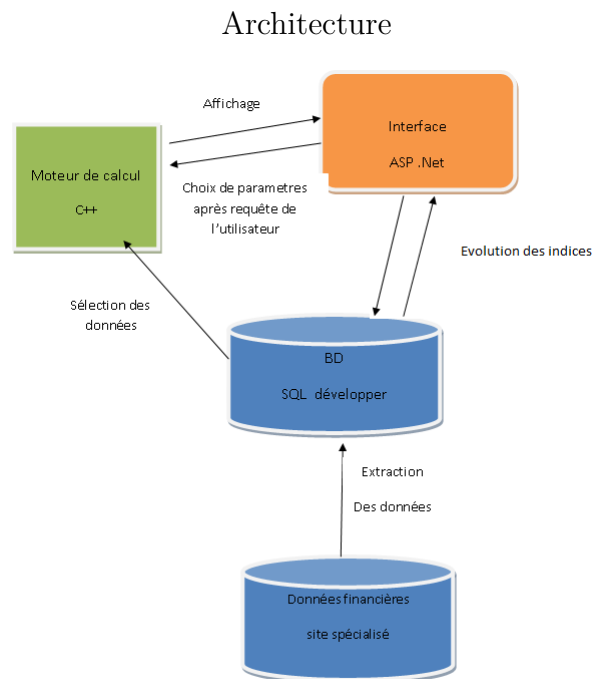 Architecture
Affichage
Interface
ASP .Net
Moteur de calcul
C++
Choix de parametres
après requête de
l'utilisateur
Evolution des indices
Sélection des
données
BD
SQL développer
Extraction
Des données
Données financières
site spécialisé